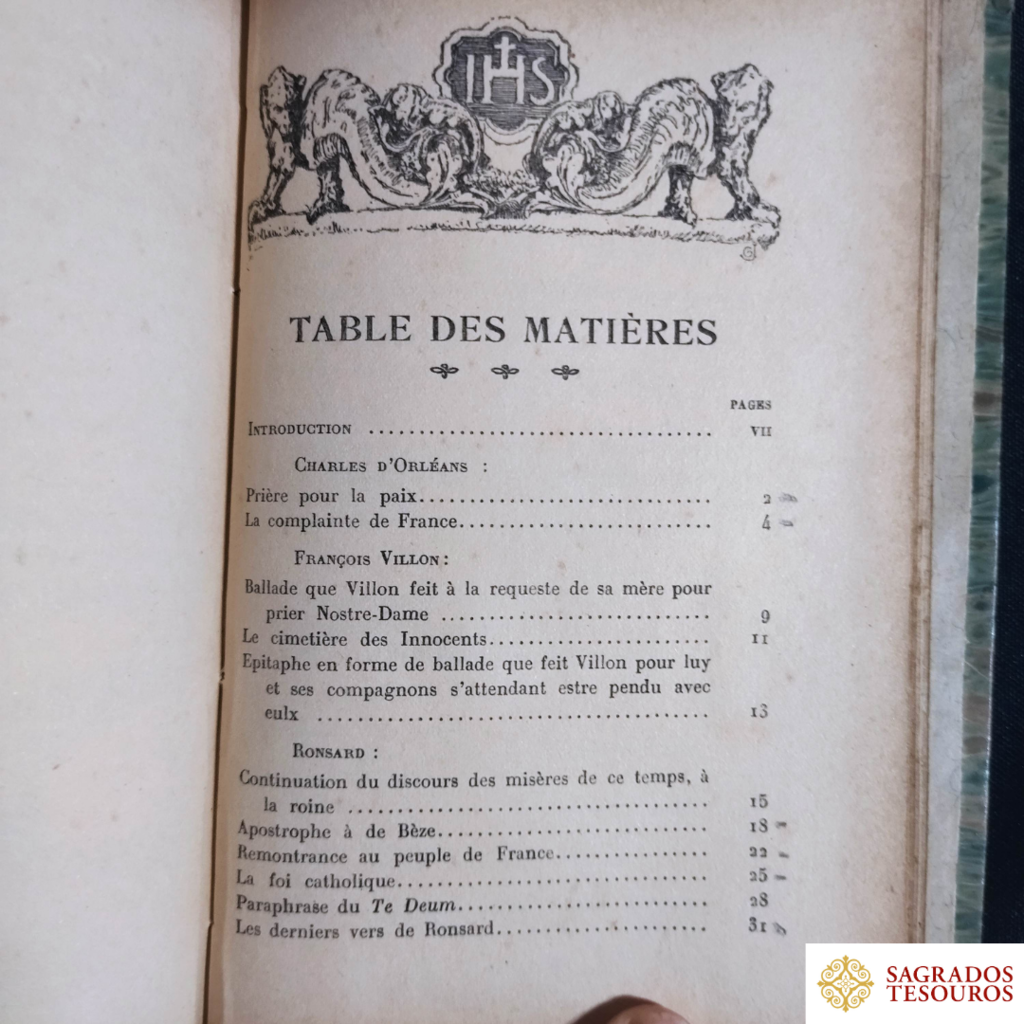 IHS
TABLE DES MATIÈRES
PAGES
INTRODUCTION .................................. VII
CHARLES D'ORLÉANS :
Prière pour la paix............................. 2
La complainte de France......................... 4
FRANÇOIS VILLON :
Ballade que Villon feit à la requeste de sa mère pour
prier Nostre-Dame ........................... 9
Le cimetière des Innocents...................... 11
Epitaphe en forme de ballade que feit Villon pour luy
et ses compagnons s'attendant estre pendu avec
eulx ........................................ 13
RONSARD :
Continuation du discours des misères de ce temps, à
la roine .................................... 15
Apostrophe à de Bèze............................ 18
Remontrance au peuple de France................. 22
La foi catholique............................... 25
Paraphrase du Te Deum........................... 28
Les derniers vers de Ronsard.................... 31
SAGRADOS
TESOUROS